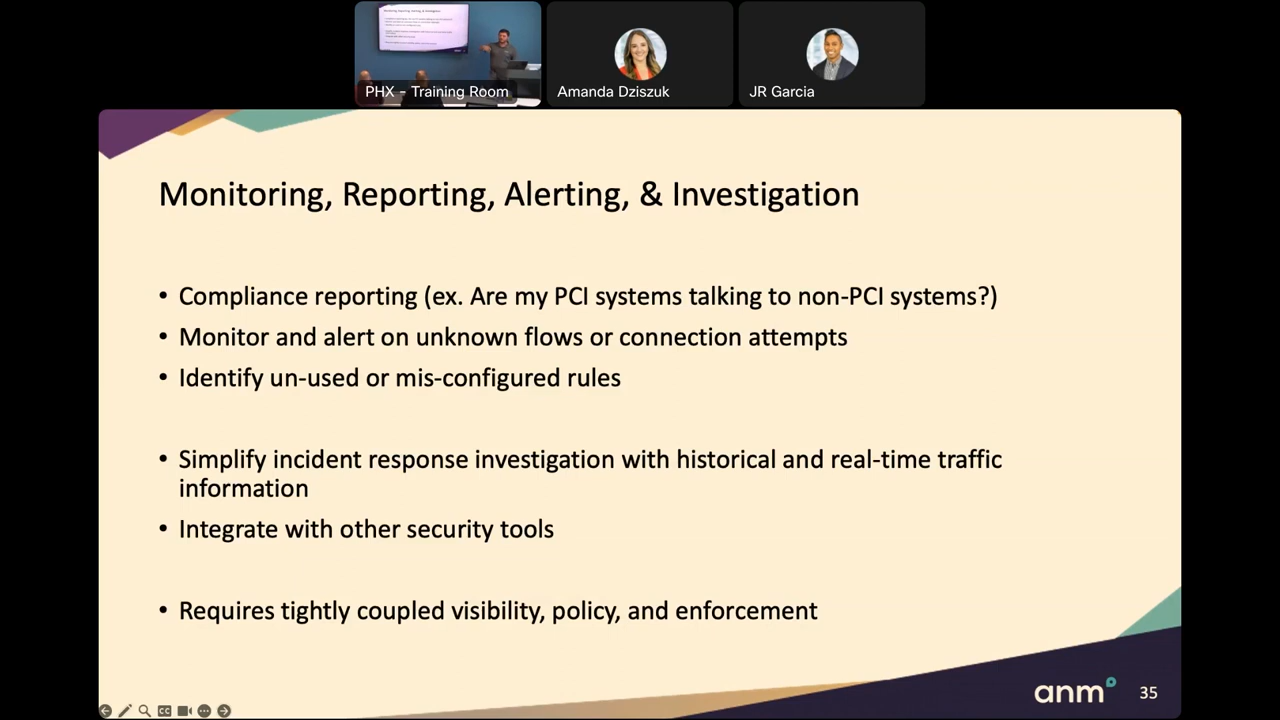 PHX - Training Room
Amanda Dziszuk
JR Garcia
Monitoring, Reporting, Alerting, & Investigation
• Compliance reporting (ex. Are my PCI systems talking to non-PCI systems?)
• Monitor and alert on unknown flows or connection attempts
• Identify un-used or mis-configured rules
• Simplify incident response investigation with historical and real-time traffic
information
• Integrate with other security tools
• Requires tightly coupled visibility, policy, and enforcement
anm
35
CC